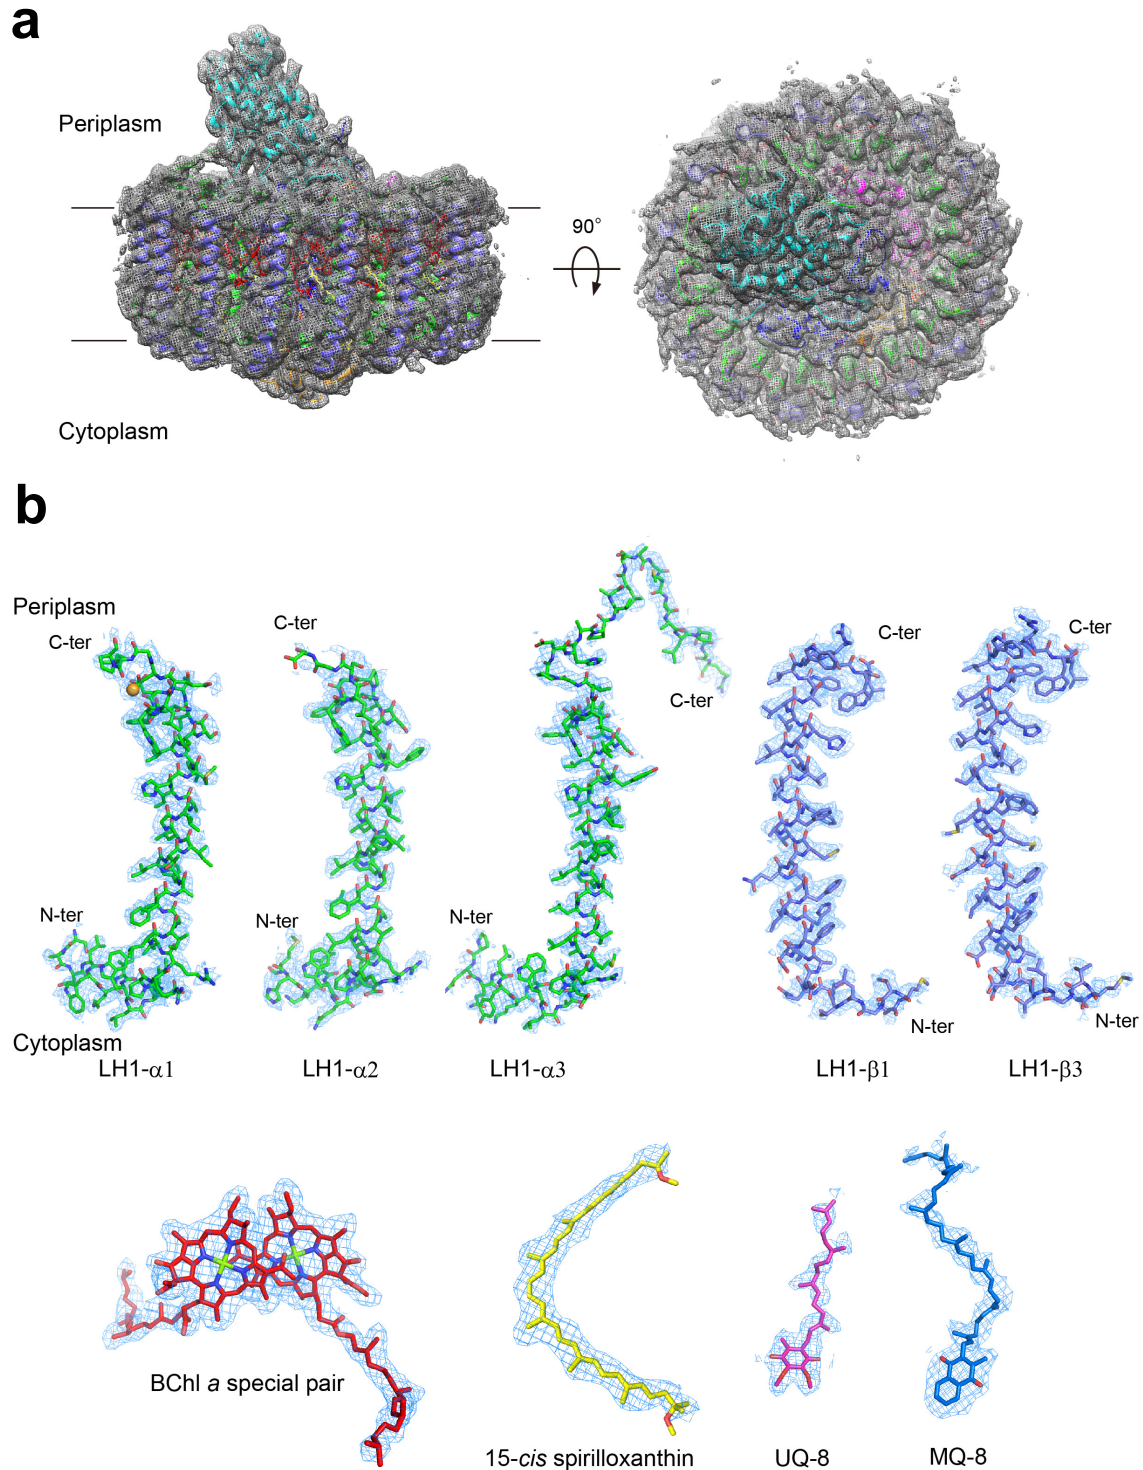 a
Periplasm
90°
Cytoplasm
b
Periplasm
C-ter
C-ter
C-ter
C-ter
C-ter
N-ter
N-ter
N-ter
N-ter
N-ter
Cytoplasm
LH1-α1
LH1-α2
LH1-α3
LH1-β1
LH1-β3
BChl a special pair
15-cis spirilloxanthin
UQ-8
MQ-8